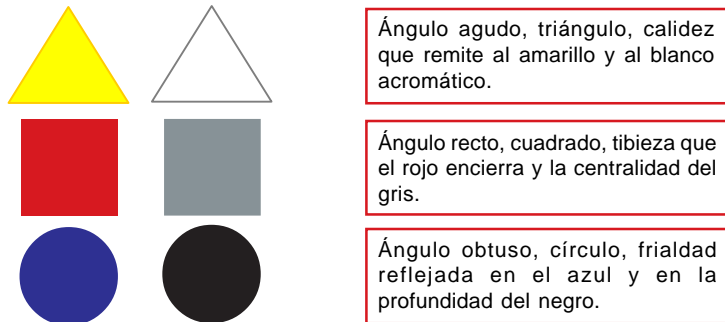 Ángulo agudo, triángulo, calidez
que remite al amarillo y al blanco
acromático.
Ángulo recto, cuadrado, tibieza que
el rojo encierra y la centralidad del
gris.
Ángulo obtuso, círculo, frialdad
reflejada en el azul y en la
profundidad del negro.